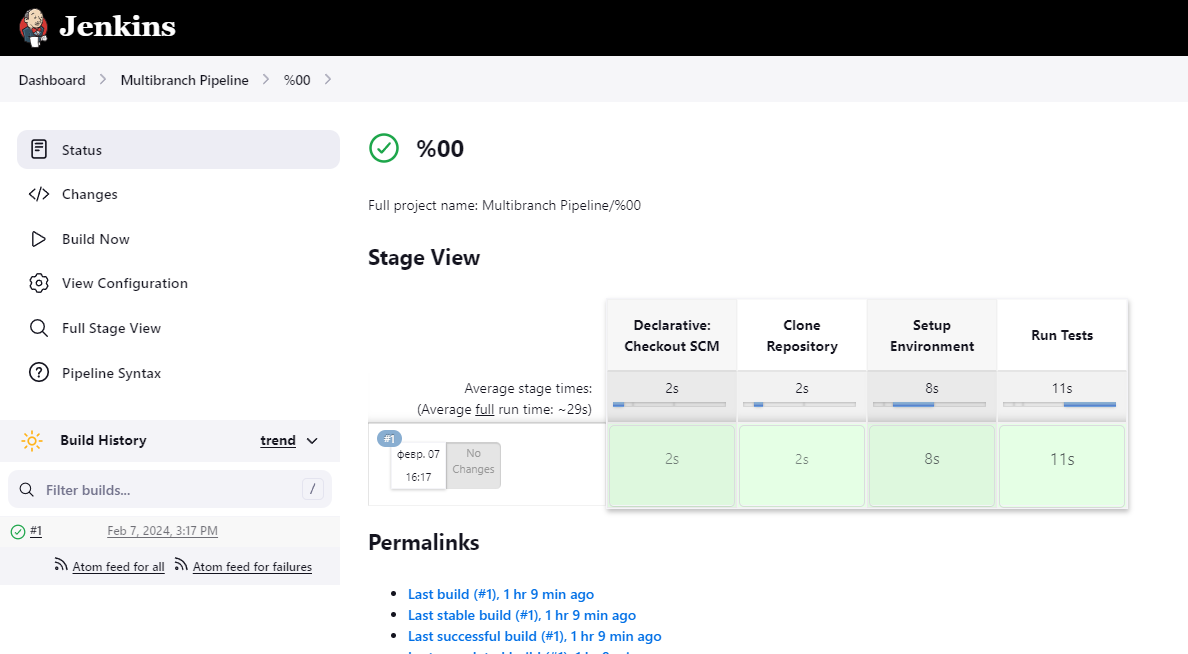 Jenkins
Dashboard
Multibranch Pipeline
%00
Status
Changes
Build Now
View Configuration
Full Stage View
Pipeline Syntax
Build History
trend
Filter builds...
/
#1
Feb 7, 2024, 3:17 PM
Atom feed for all
Atom feed for failures
%00
Full project name: Multibranch Pipeline/%00
Stage View
Declarative:
Checkout SCM
Clone
Repository
Setup
Environment
Run Tests
Average stage times:
(Average full run time: ~29s)
2s
2s
8s
11s
#1
февр. 07
16:17
No
Changes
2s
2s
8s
11s
Permalinks
Last build (#1), 1 hr 9 min ago
Last stable build (#1), 1 hr 9 min ago
Last successful build (#1), 1 hr 9 min ago